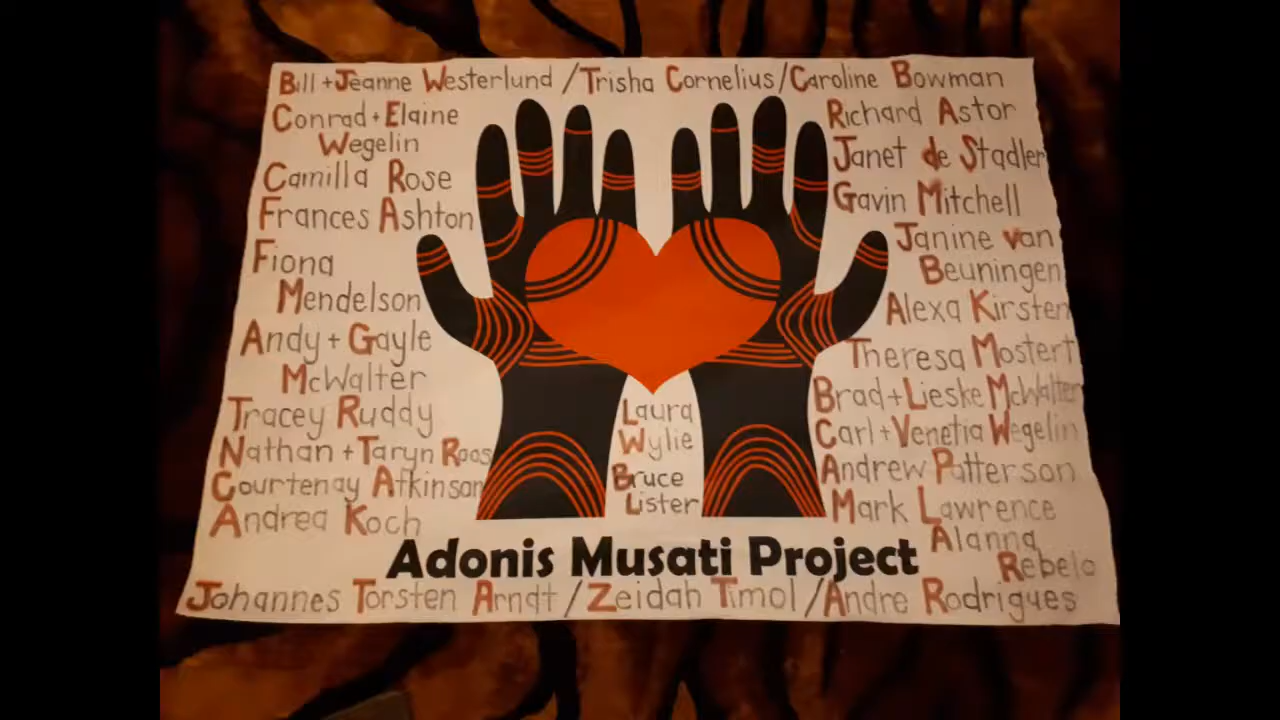 Bill + Jeanne Westerlund / Trisha Cornelius / Caroline Bowman
Conrad + Elaine
Wegelin
Camilla Rose
Frances Ashton
Fiona
Mendelson
Andy + Gayle
McWalter
Tracey Ruddy
Nathan + Taryn Roos
Courtenay Atkinson
Andrea Koch
Laura
Wylie
Bruce
Lister
Richard Astor
Janet de Stadler
Gavin Mitchell
Janine van
Beuningen
Alexa Kirsten
Theresa Mostert
Brad + Lieske McWalter
Carl + Venetia Wegelin
Andrew Patterson
Mark Lawrence
Alanna
Rebelo
Adonis Musati Project
Johannes Torsten Arndt / Zeidah Timol / Andre Rodrigues